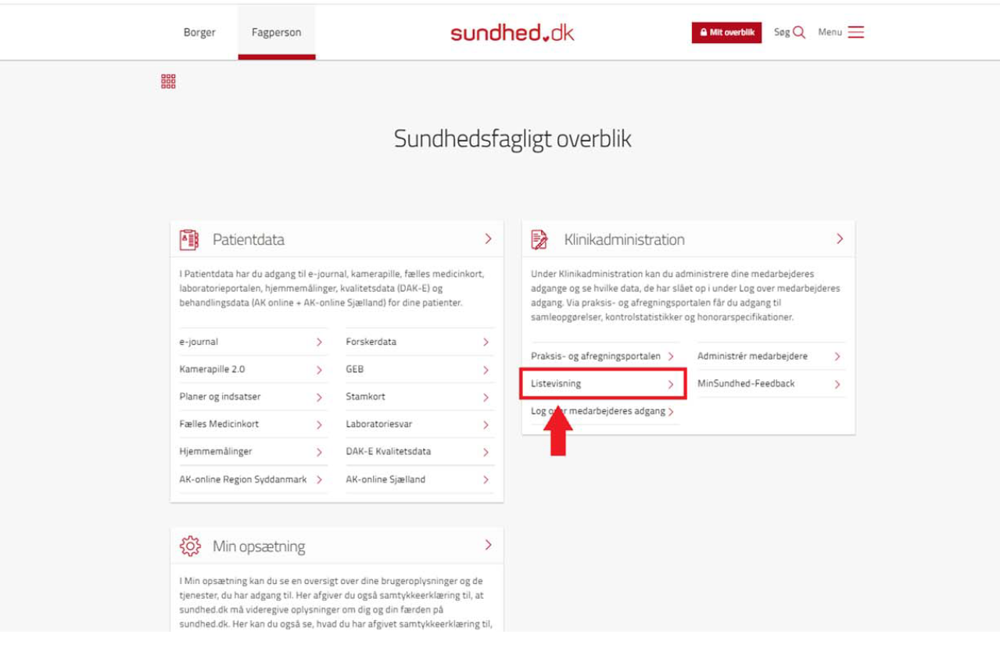 Borger
Fagperson
sundhed.dk
Mit overblik
Søg
Menu
Sundhedsfagligt overblik
Patientdata
I Patientdata har du adgang til e-journal, kamerapille, fælles medicinkort,
laboratorieportalen, hjemmemålinger, kvalitetsdata (DAK-E) og
behandlingsdata (AK online + AK-online Sjælland) for dine patienter.
e-journal
Forskerdata
Kamerapille 2.0
GEB
Planer og indsatser
Stamkort
Fælles Medicinkort
Laboratoriesvar
Hjemmemålinger
DAK-E Kvalitetsdata
AK-online Region Syddanmark
AK-online Sjælland
Klinikadministration
Under Klinikadministration kan du administrere dine medarbejderes
adgange og se hvilke data, de har slået op i under Log over medarbejderes
adgang. Via praksis- og afregningsportalen får du adgang til
samleopgørelser, kontrolstatistikker og honorarspecifikationer.
Praksis- og afregningsportalen
Administrér medarbejdere
Listevisning
MinSundhed-Feedback
Log over medarbejderes adgang
Min opsætning
I Min opsætning kan du se en oversigt over dine brugeroplysninger og de
tjenester, du har adgang til. Her afgiver du også samtykkeerklæring til, at
sundhed.dk må videregive oplysninger om dig og din færden på
sundhed.dk. Her kan du også se, hvad du har afgivet samtykkeerklæring til,